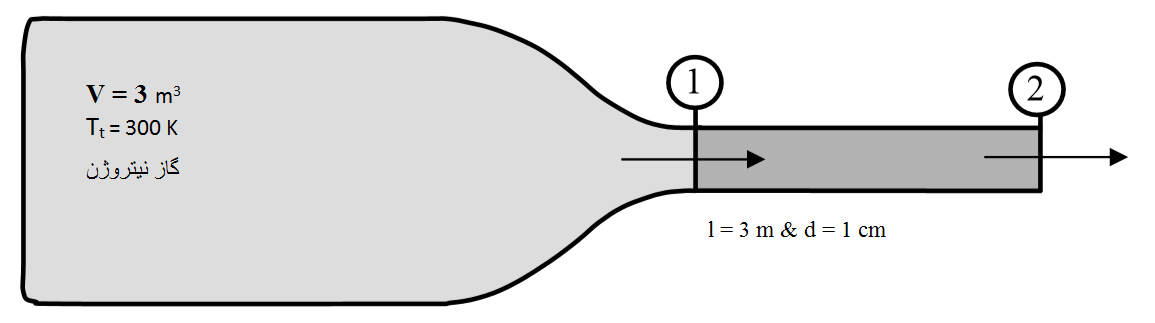 V = 3 m³
Tₜ = 300 K
گاز نیتروژن
1
2
l = 3 m & d = 1 cm